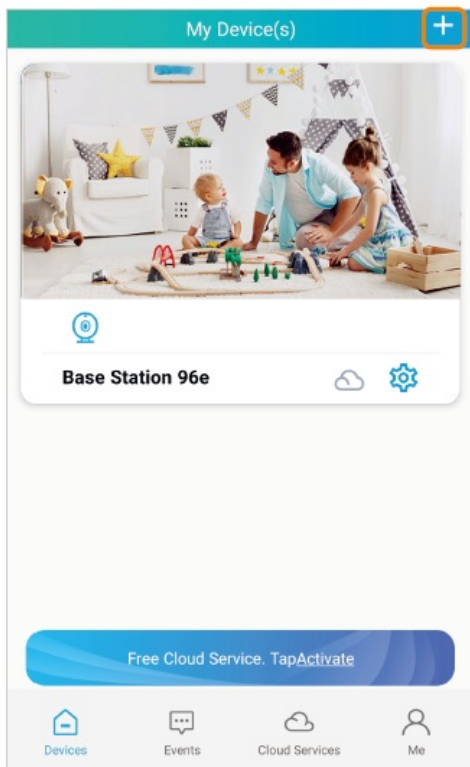 My Device(s)
Base Station 96e
Free Cloud Service. TapActivate
Devices
Events
Cloud Services
Me